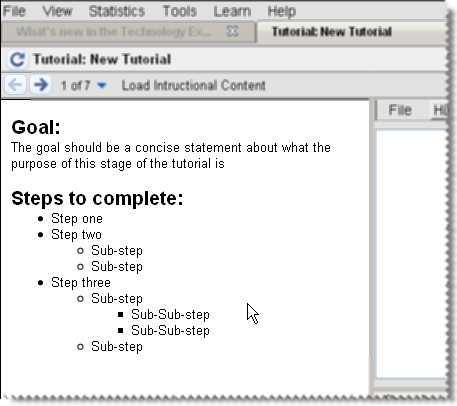 File View Statistics Tools Learn Help
What's new in the Technology Ex... Tutorial: New Tutorial
Tutorial: New Tutorial
1 of 7 Load Intructional Content
File
Goal:
The goal should be a concise statement about what the
purpose of this stage of the tutorial is
Steps to complete:
Step one
Step two
Sub-step
Sub-step
Step three
Sub-step
Sub-Sub-step
Sub-Sub-step
Sub-step